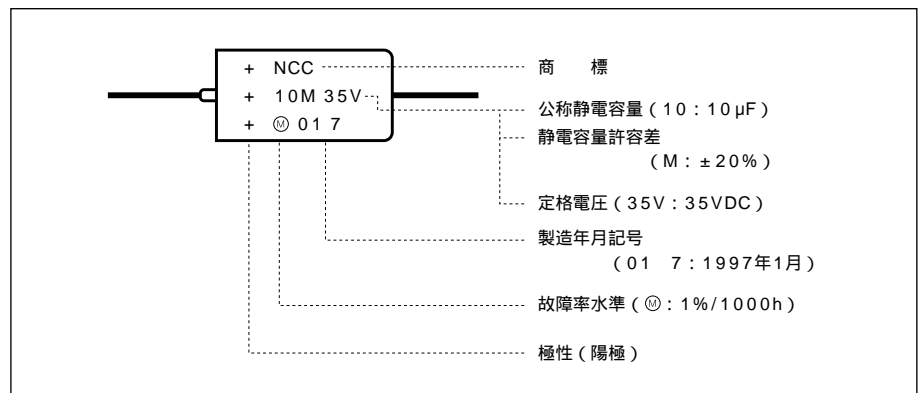 + NCC
+ 10M 35V
+ Ⓜ 01 7
商　標
公称静電容量(10:10μF)
静電容量許容差
(M:±20%)
定格電圧(35V:35VDC)
製造年月記号
(01　7:1997年1月)
故障率水準(Ⓜ:1%/1000h)
極性(陽極)